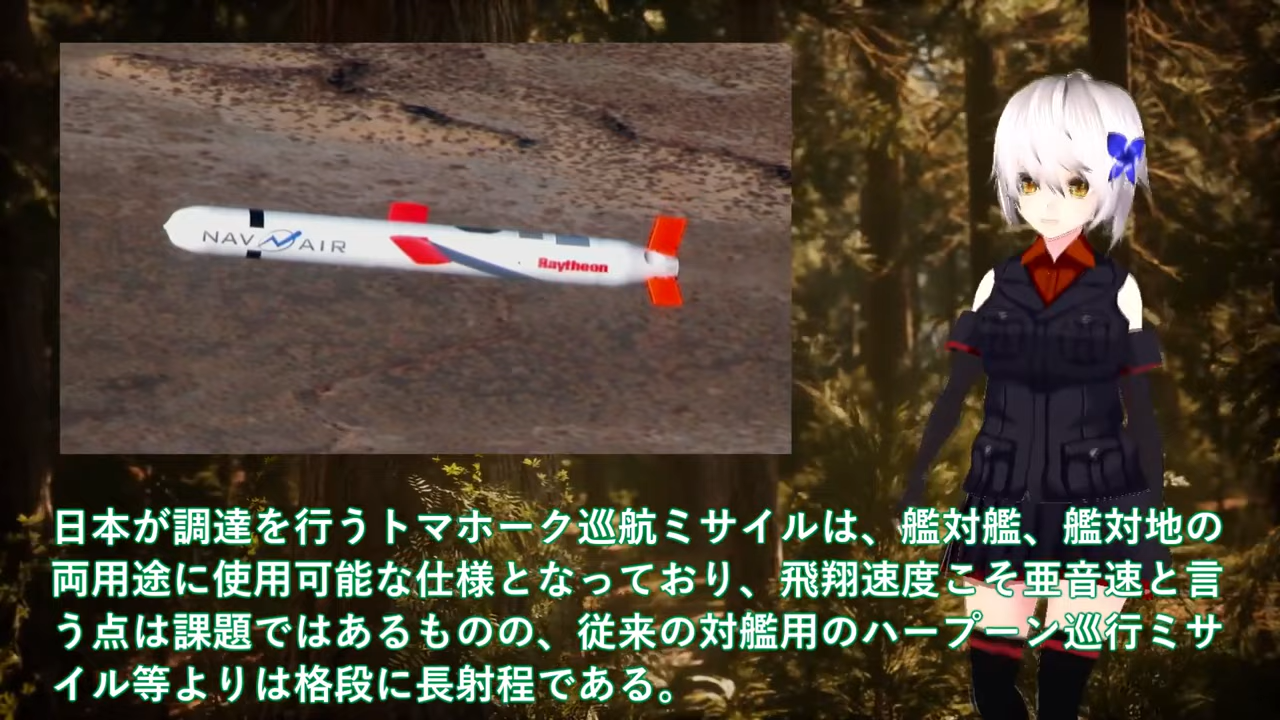 NAVAIR
Raytheon
日本が調達を行うトマホーク巡航ミサイルは、艦対艦、艦対地の
両用途に使用可能な仕様となっており、飛翔速度こそ亜音速と言
う点は課題ではあるものの、従来の対艦用のハープーン巡行ミサ
イル等よりは格段に長射程である。